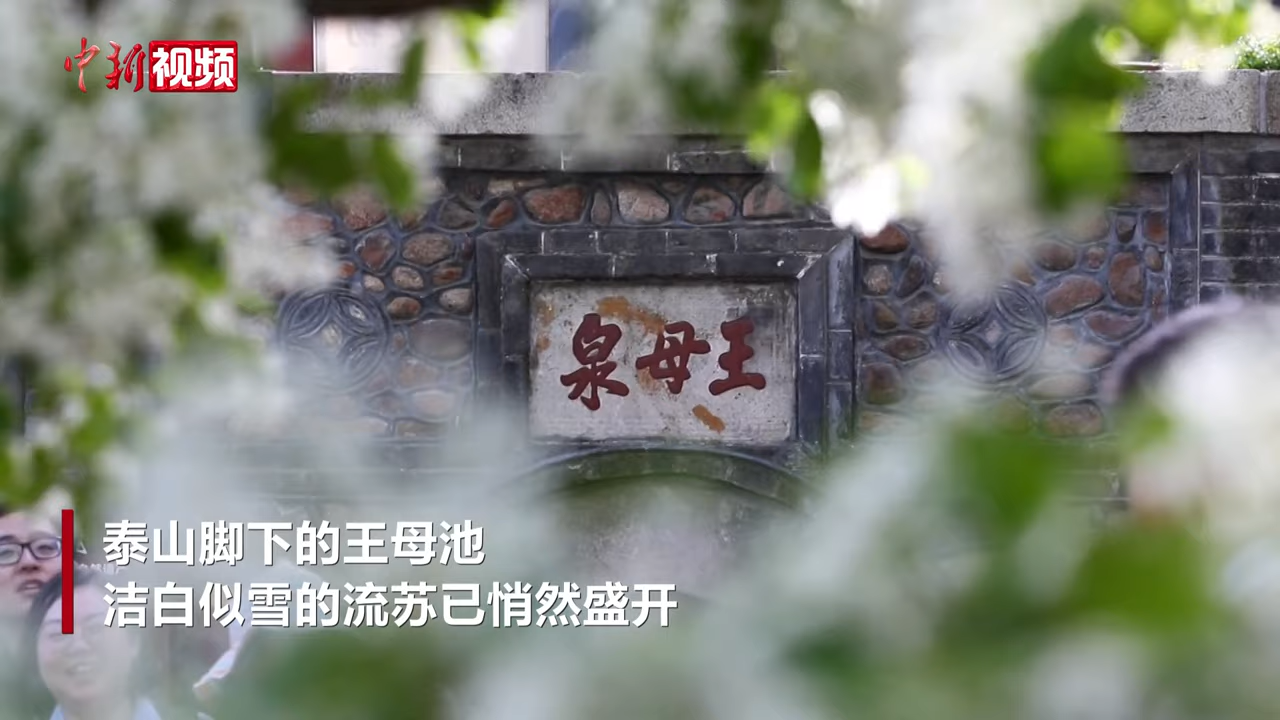 中新视频
王母泉
泰山脚下的王母池
洁白似雪的流苏已悄然盛开